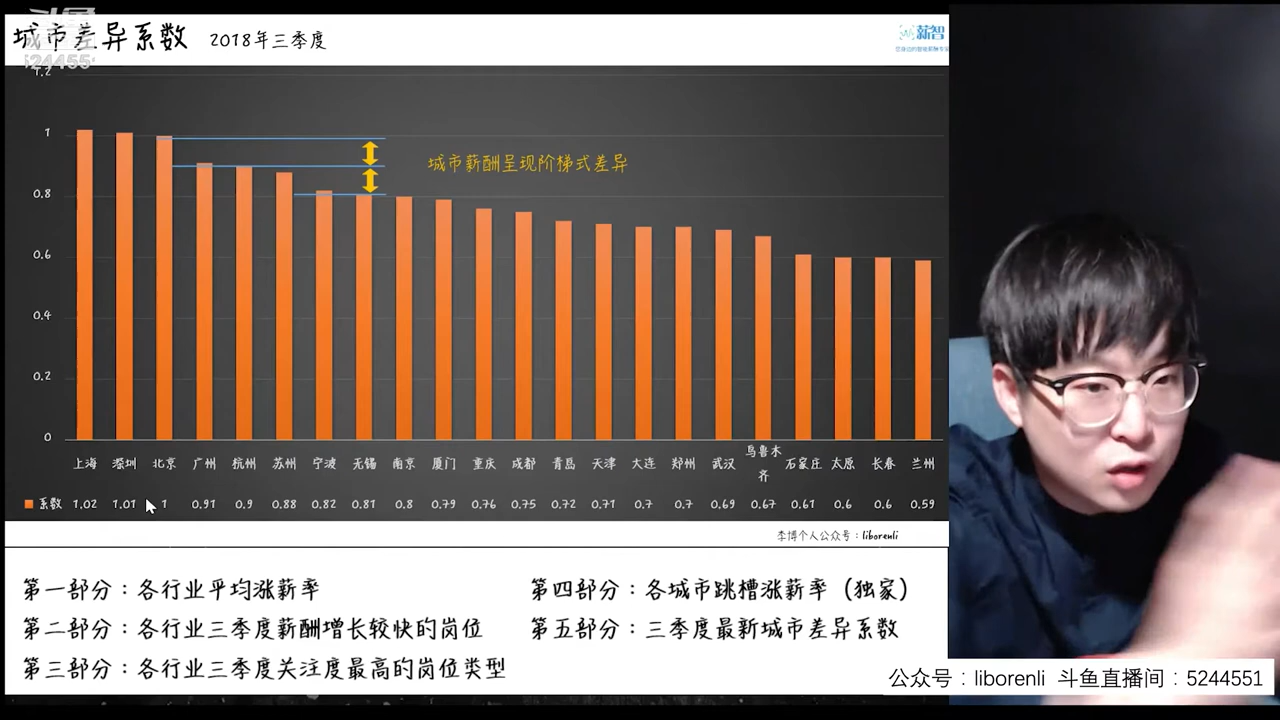 城市差异系数 2018年三季度
薪智
1.2
1
0.8
0.6
0.4
0.2
0
城市薪酬呈现阶梯式差异
上海 深圳 北京 广州 杭州 苏州 宁波 无锡 南京 厦门 重庆 成都 青岛 天津 大连 郑州 武汉 乌鲁木齐 石家庄 太原 长春 兰州
系数 1.02 1.01 1 0.91 0.9 0.88 0.82 0.81 0.8 0.79 0.76 0.75 0.72 0.71 0.7 0.7 0.69 0.67 0.61 0.6 0.6 0.59
李博个人公众号：liborenli
第一部分：各行业平均涨薪率
第二部分：各行业三季度薪酬增长较快的岗位
第三部分：各行业三季度关注度最高的岗位类型
第四部分：各城市跳槽涨薪率（独家）
第五部分：三季度最新城市差异系数
公众号：liborenli 斗鱼直播间：5244551